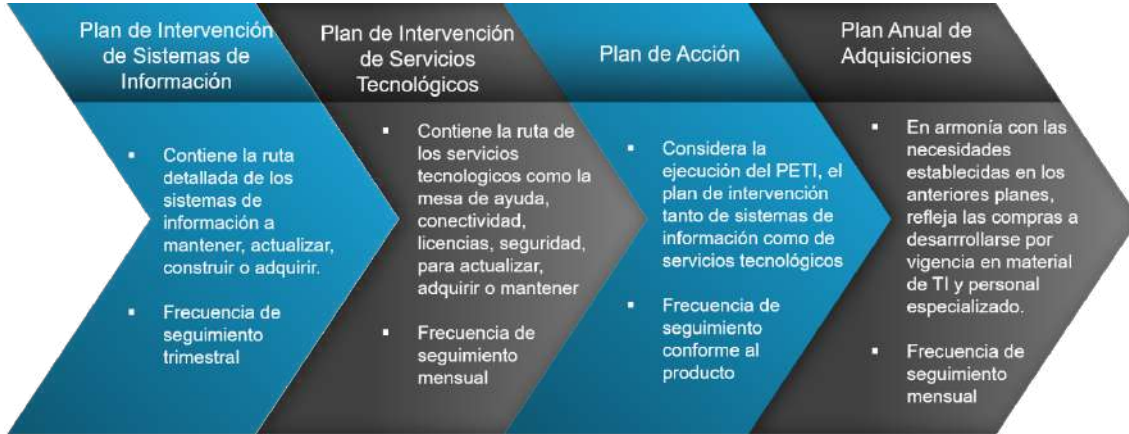 Plan de Intervención
de Sistemas de
Información
▪ Contiene la ruta
detallada de los
sistemas de
información a
mantener, actualizar,
construir o adquirir.
▪ Frecuencia de
seguimiento
trimestral
Plan de Intervención
de Servicios
Tecnológicos
▪ Contiene la ruta de
los servicios
tecnologicos como la
mesa de ayuda,
conectividad,
licencias, seguridad,
para actualizar,
adquirir o mantener
▪ Frecuencia de
seguimiento
mensual
Plan de Acción
▪ Considera la
ejecución del PETI, el
plan de intervención
tanto de sistemas de
información como de
servicios tecnológicos
▪ Frecuencia de
seguimiento
conforme al
producto
Plan Anual de
Adquisiciones
▪ En armonía con las
necesidades
establecidas en los
anteriores planes,
refleja las compras a
desarrrollarse por
vigencia en material
de TI y personal
especializado.
▪ Frecuencia de
seguimiento
mensual